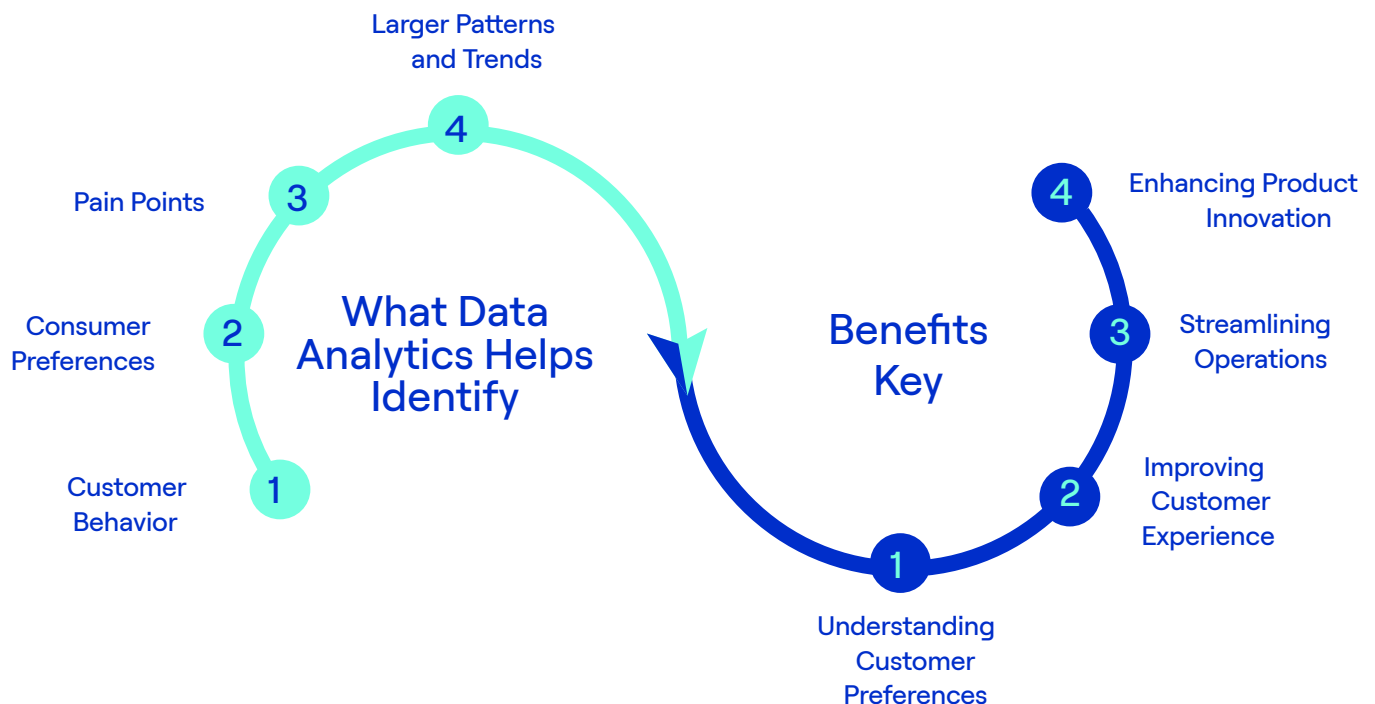 Larger Patterns
and Trends
4
3
Pain Points
2
Consumer
Preferences
1
Customer
Behavior
What Data
Analytics Helps
Identify
Benefits
Key
4
Enhancing Product
Innovation
3
Streamlining
Operations
2
Improving
Customer
Experience
1
Understanding
Customer
Preferences